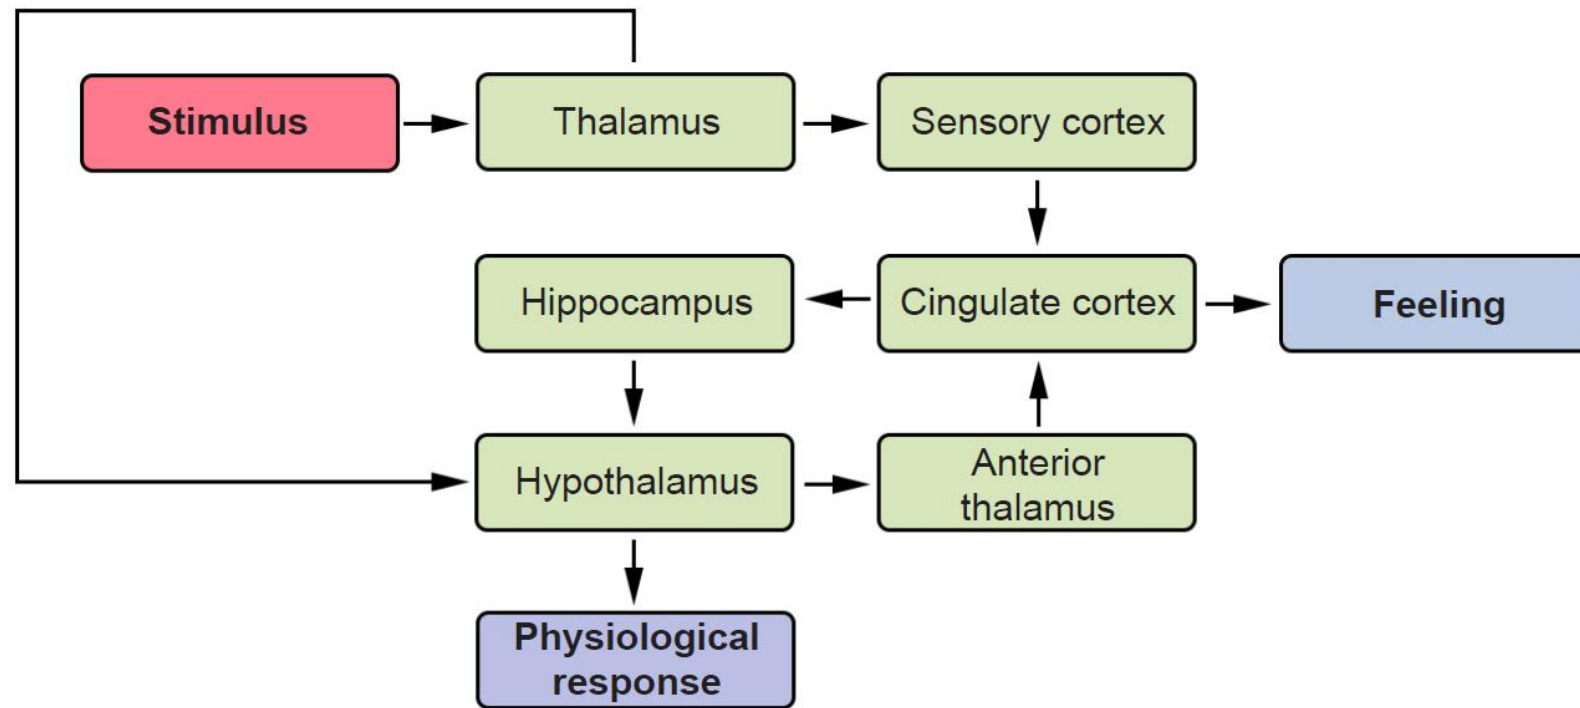 Stimulus
Thalamus
Sensory cortex
Hippocampus
Cingulate cortex
Feeling
Hypothalamus
Anterior
thalamus
Physiological
response